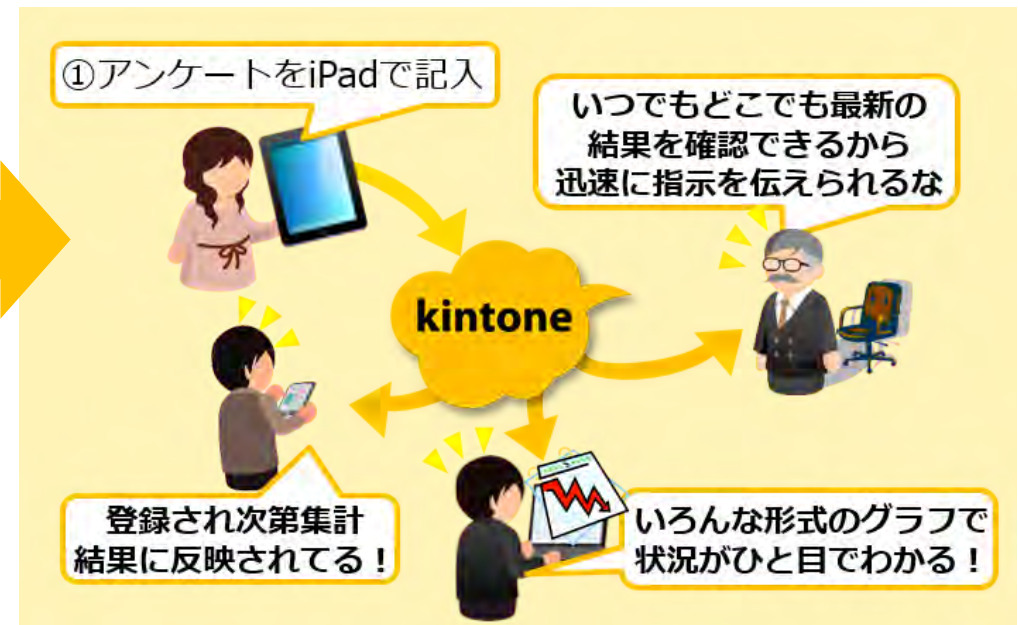 ①アンケートをiPadで記入
いつでもどこでも最新の
結果を確認できるから
迅速に指示を伝えられるな
kintone
登録され次第集計
結果に反映されてる！
いろんな形式のグラフで
状況がひと目でわかる！